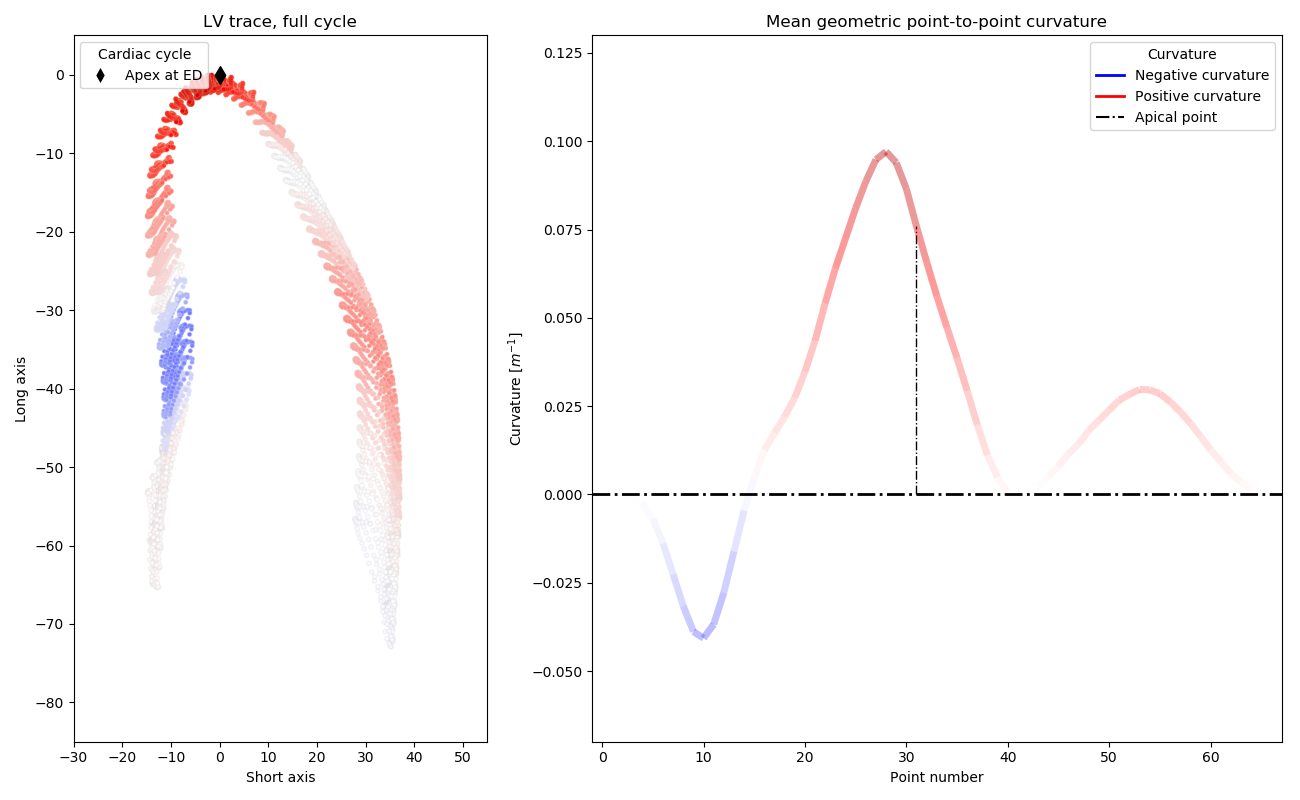 LV trace, full cycle
Cardiac cycle
Apex at ED
0
−10
−20
−30
−40
−50
−60
−70
−80
Long axis
−30
−20
−10
0
10
20
30
40
50
Short axis
Mean geometric point-to-point curvature
Curvature
Negative curvature
Positive curvature
Apical point
0.125
0.100
0.075
0.050
0.025
0.000
−0.025
−0.050
Curvature [m⁻¹]
0
10
20
30
40
50
60
Point number